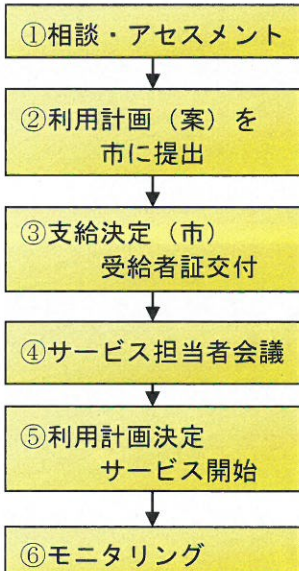 ①相談・アセスメント
②利用計画（案）を
市に提出
③支給決定（市）
受給者証交付
④サービス担当者会議
⑤利用計画決定
サービス開始
⑥モニタリング